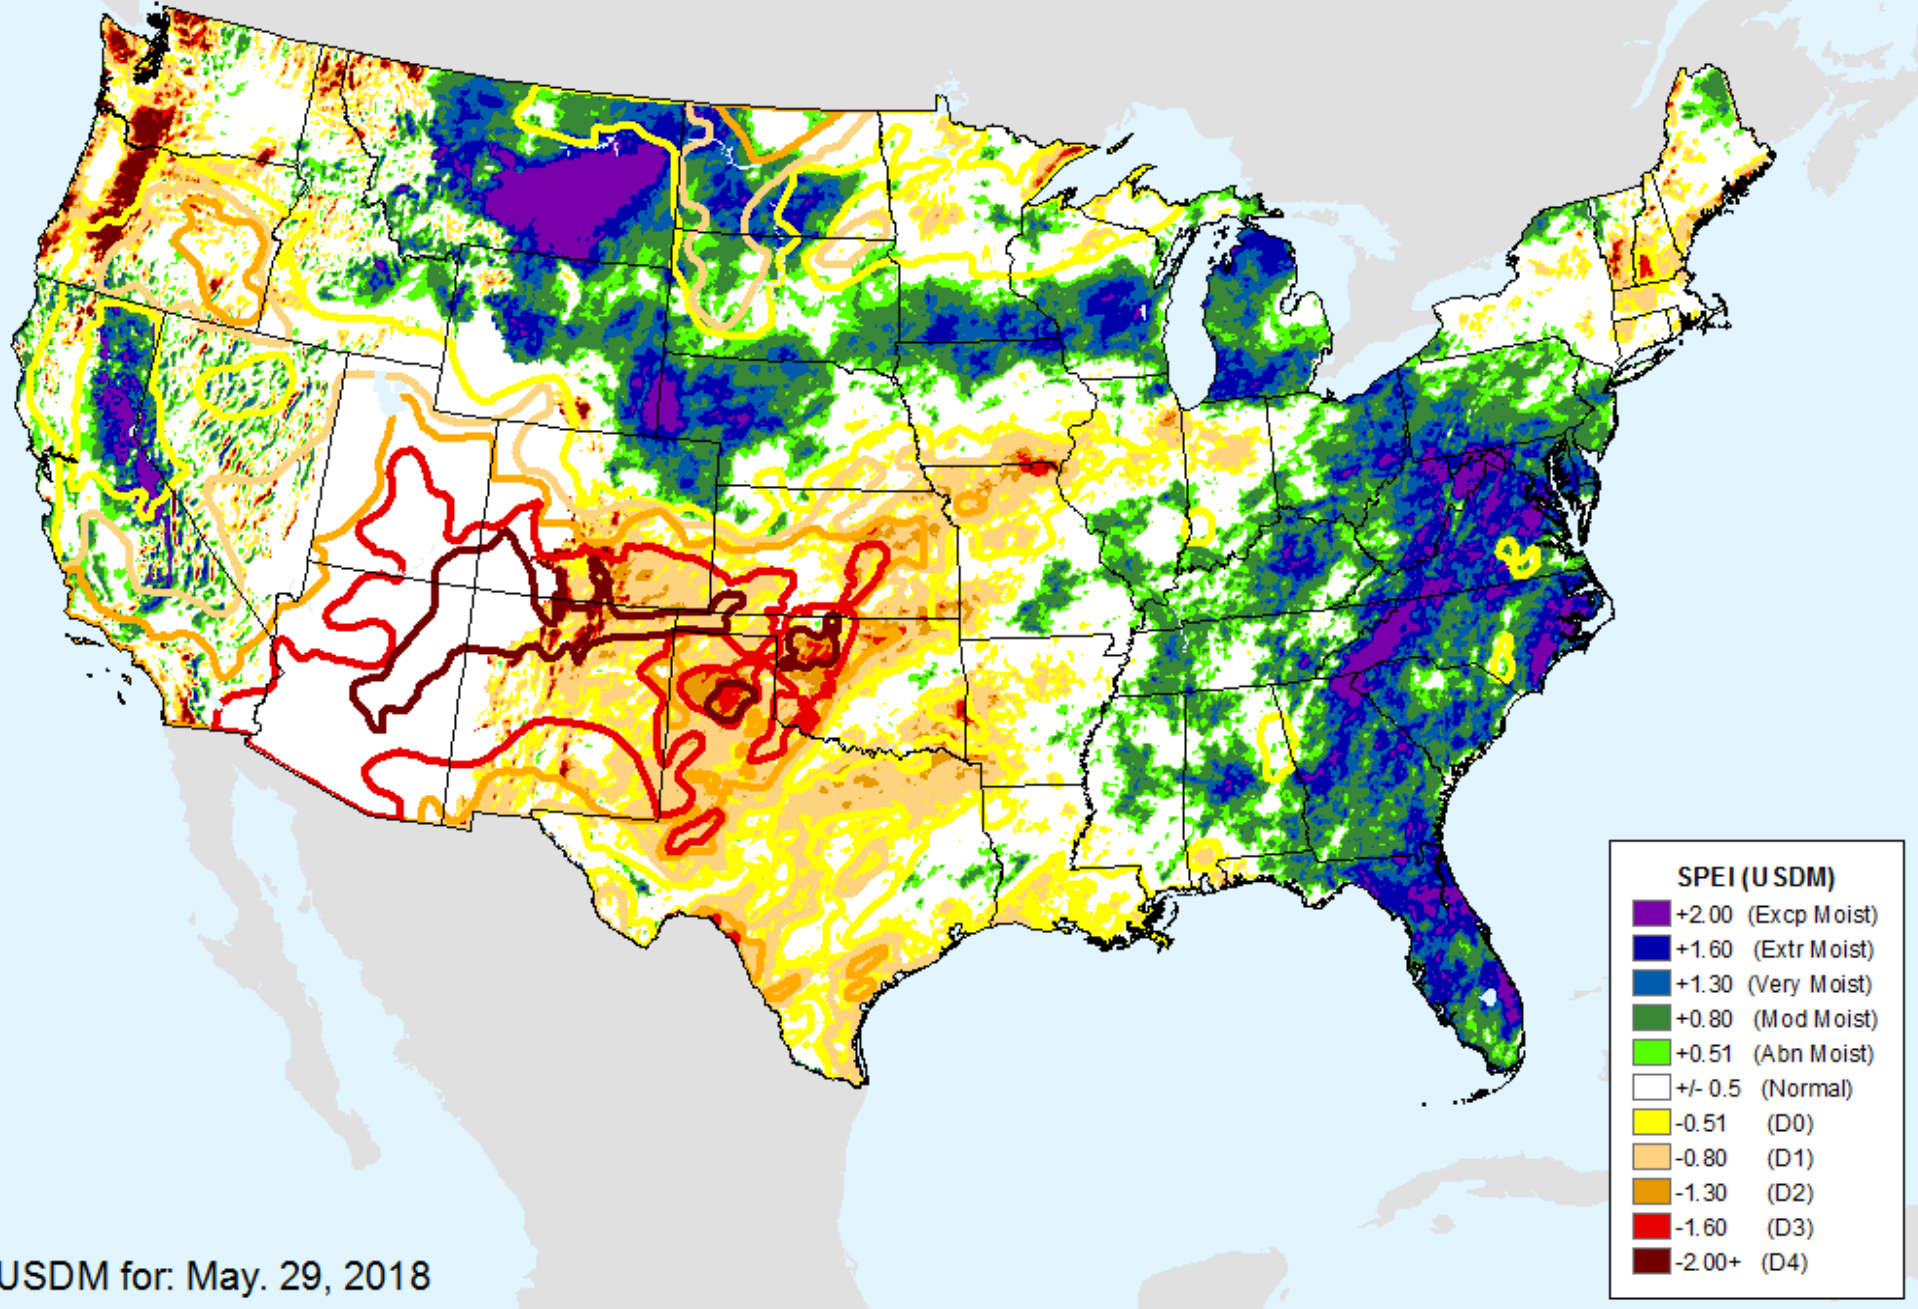 SPEI (USDM)
+2.00 (Excp Moist)
+1.60 (Extr Moist)
+1.30 (Very Moist)
+0.80 (Mod Moist)
+0.51 (Abn Moist)
+/- 0.5 (Normal)
-0.51 (D0)
-0.80 (D1)
-1.30 (D2)
-1.60 (D3)
-2.00+ (D4)
USDM for: May. 29, 2018